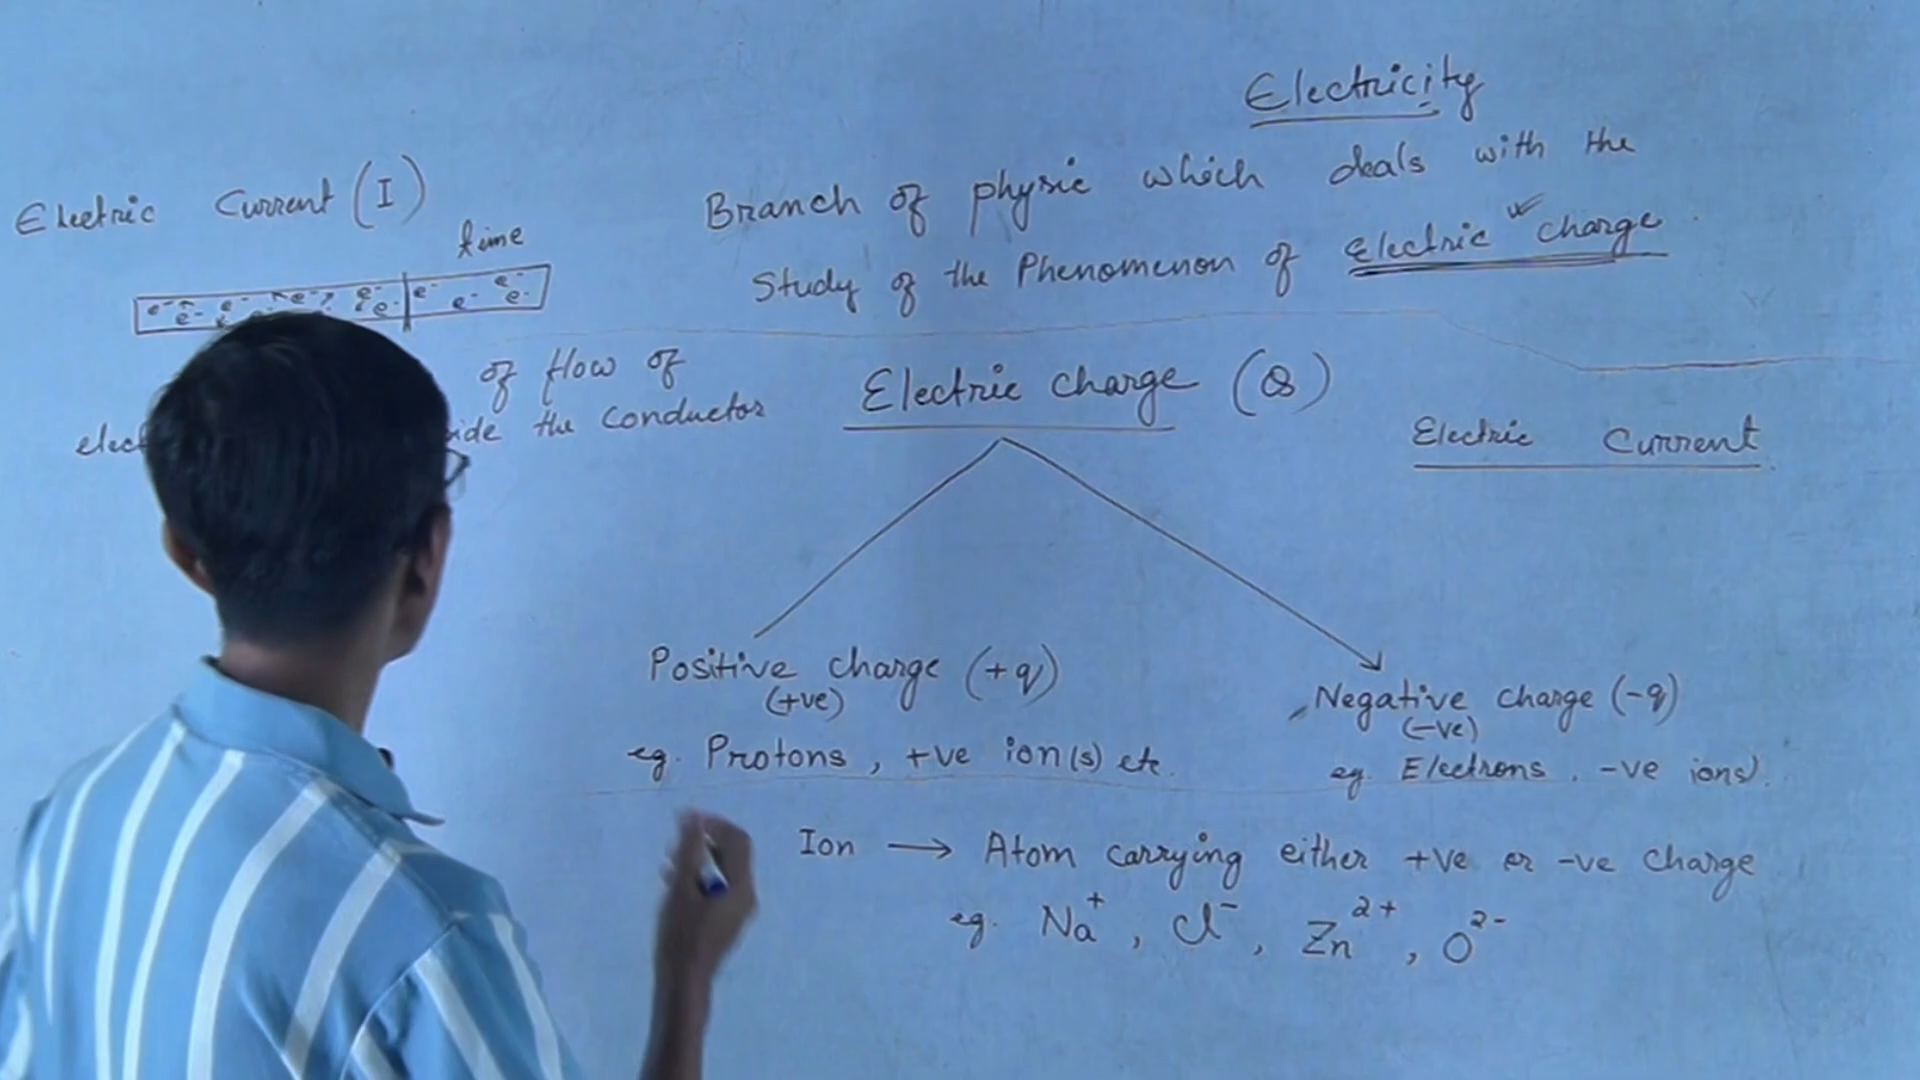 Electricity
Branch of physic which deals with the
Study of the Phenomenon of Electric charge
Electric Current (I)
time
e- e- e- e- e- e- e- e- e- e-
of flow of
the Conductor
Electric charge (Q)
Electric Current
Positive charge (+q)
(+ve)
eg. Protons, +ve ion(s) etc.
Negative charge (-q)
(-ve)
eg. Electrons, -ve ions).
Ion → Atom carrying either +ve or -ve charge
eg. Na+, Cl-, Zn2+, O2-